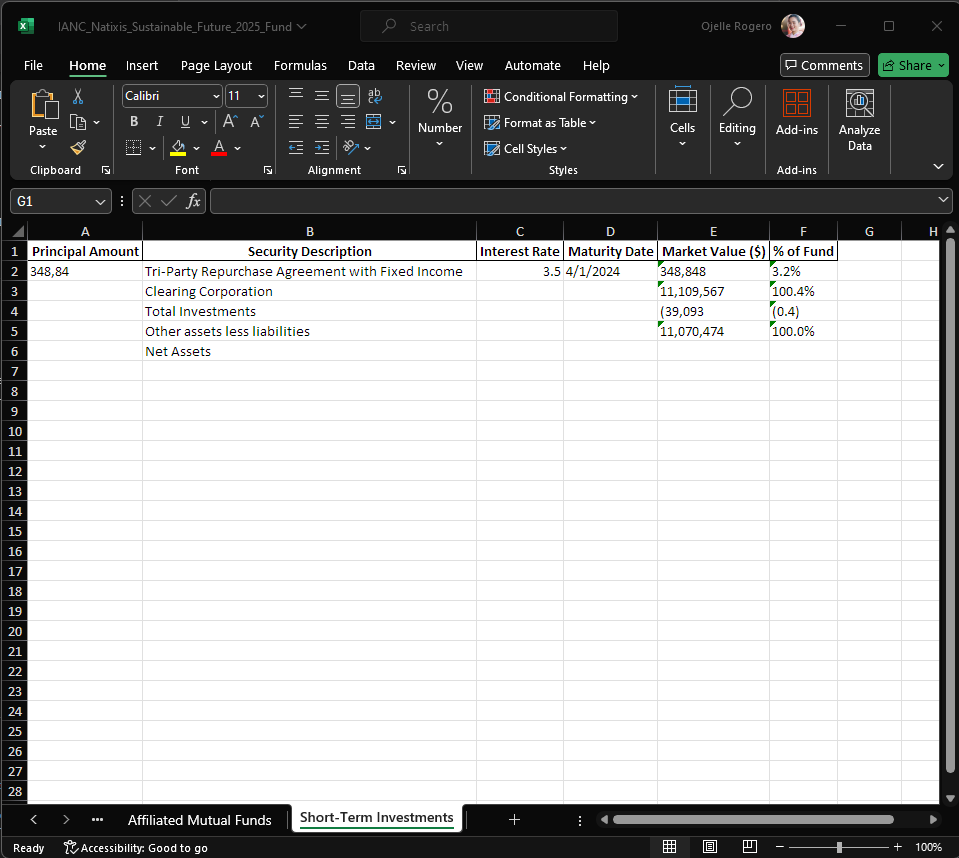 IANC_Natixis_Sustainable_Future_2025_Fund
Search
Ojelle Rogero
File Home Insert Page Layout Formulas Data Review View Automate Help Comments Share
Paste
Clipboard
Calibri 11
B I U
Font
ab
Alignment
% Number
Conditional Formatting
Format as Table
Cell Styles
Styles
Cells
Editing
Add-ins
Add-ins
Analyze Data
G1 fx
A B C D E F G H
1 Principal Amount Security Description Interest Rate Maturity Date Market Value ($) % of Fund
2 348,84 Tri-Party Repurchase Agreement with Fixed Income 3.5 4/1/2024 348,848 3.2%
3 Clearing Corporation 11,109,567 100.4%
4 Total Investments (39,093 (0.4)
5 Other assets less liabilities 11,070,474 100.0%
6 Net Assets
7
8
9
10
11
12
13
14
15
16
17
18
19
20
21
22
23
24
25
26
27
28
Affiliated Mutual Funds Short-Term Investments
Ready Accessibility: Good to go 100%